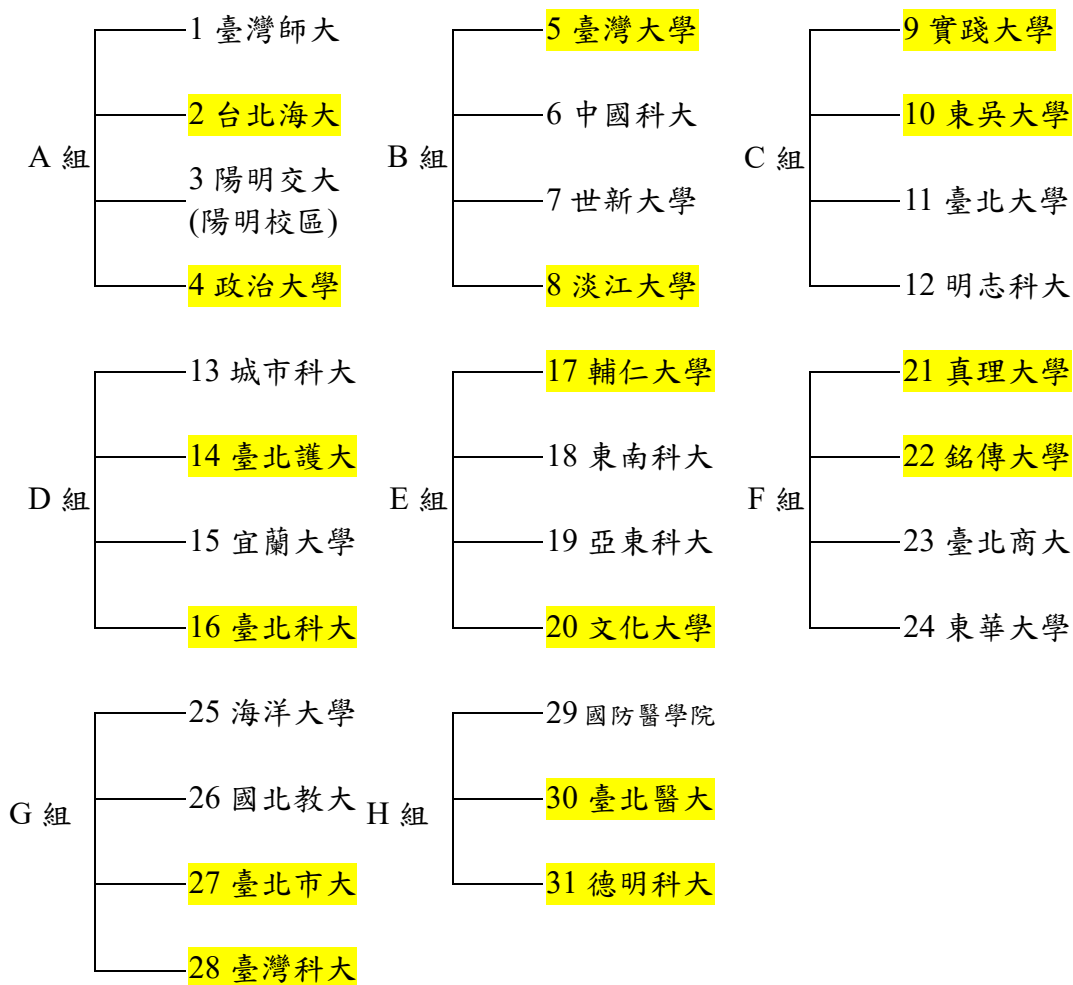 A 組
1 臺灣師大
2 台北海大
3 陽明交大
(陽明校區)
4 政治大學
B 組
5 臺灣大學
6 中國科大
7 世新大學
8 淡江大學
C 組
9 實踐大學
10 東吳大學
11 臺北大學
12 明志科大
D 組
13 城市科大
14 臺北護大
15 宜蘭大學
16 臺北科大
E 組
17 輔仁大學
18 東南科大
19 亞東科大
20 文化大學
F 組
21 真理大學
22 銘傳大學
23 臺北商大
24 東華大學
G 組
25 海洋大學
26 國北教大
27 臺北市大
28 臺灣科大
H 組
29 國防醫學院
30 臺北醫大
31 德明科大